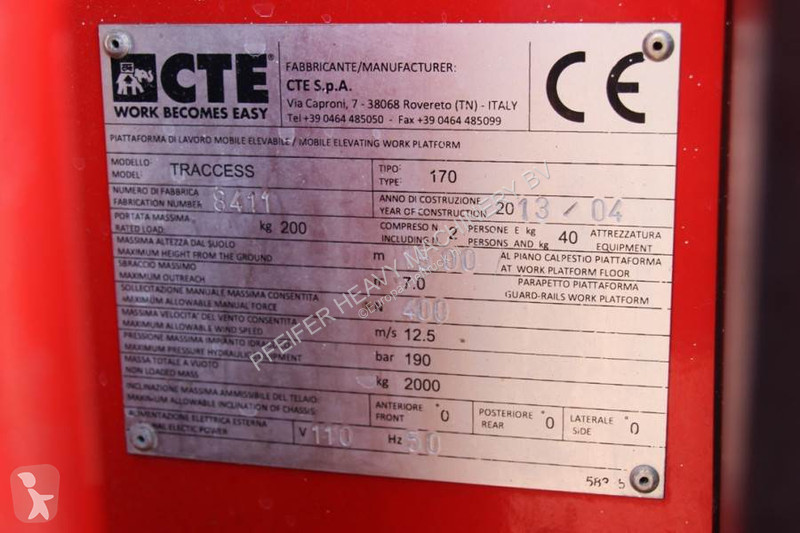 CTE®
WORK BECOMES EASY
FABBRICANTE/MANUFACTURER:
CTE S.p.A.
Via Caproni, 7 - 38068 Rovereto (TN) - ITALY
Tel +39 0464 485050 - Fax +39 0464 485099
CE
PIATTAFORMA DI LAVORO MOBILE ELEVABILE / MOBILE ELEVATING WORK PLATFORM
MODELLO: TRACCESS TIPO: 170
MODEL: TYPE:
NUMERO DI FABBRICA 8411 ANNO DI COSTRUZIONE 2013/04
FABRICATION NUMBER YEAR OF CONSTRUCTION
PORTATA MASSIMA kg 200 COMPRESO N 2 PERSONE E kg 40 ATTREZZATURA
RATED LOAD INCLUDING PERSONS AND kg EQUIPMENT
MASSIMA ALTEZZA DAL SUOLO m AL PIANO CALPESTIO PIATTAFORMA
MAXIMUM HEIGHT FROM THE GROUND AT WORK PLATFORM FLOOR
SBRACCIO MASSIMO 7.0 PARAPETTO PIATTAFORMA
MAXIMUM OUTREACH GUARD-RAILS WORK PLATFORM
SOLLECITAZIONE MANUALE MASSIMA CONSENTITA N 400
MAXIMUM ALLOWABLE MANUAL FORCE
MASSIMA VELOCITA' DEL VENTO CONSENTITA m/s 12.5
MAXIMUM ALLOWABLE WIND SPEED
PRESSIONE MASSIMA IMPIANTO bar 190
MAXIMUM PRESSURE HYDRAULIC
MASSA TOTALE A VUOTO kg 2000
NON LOADED MASS
INCLINAZIONE MASSIMA AMMISSIBILE DEL TELAIO ANTERIORE °0 POSTERIORE °0 LATERALE °0
MAXIMUM ALLOWABLE INCLINATION OF CHASSIS FRONT REAR SIDE
ALIMENTAZIONE ELETTRICA ESTERNA V 110 Hz 50
ELECTIC POWER
PFEIFER HEAVY MACHINERY BV